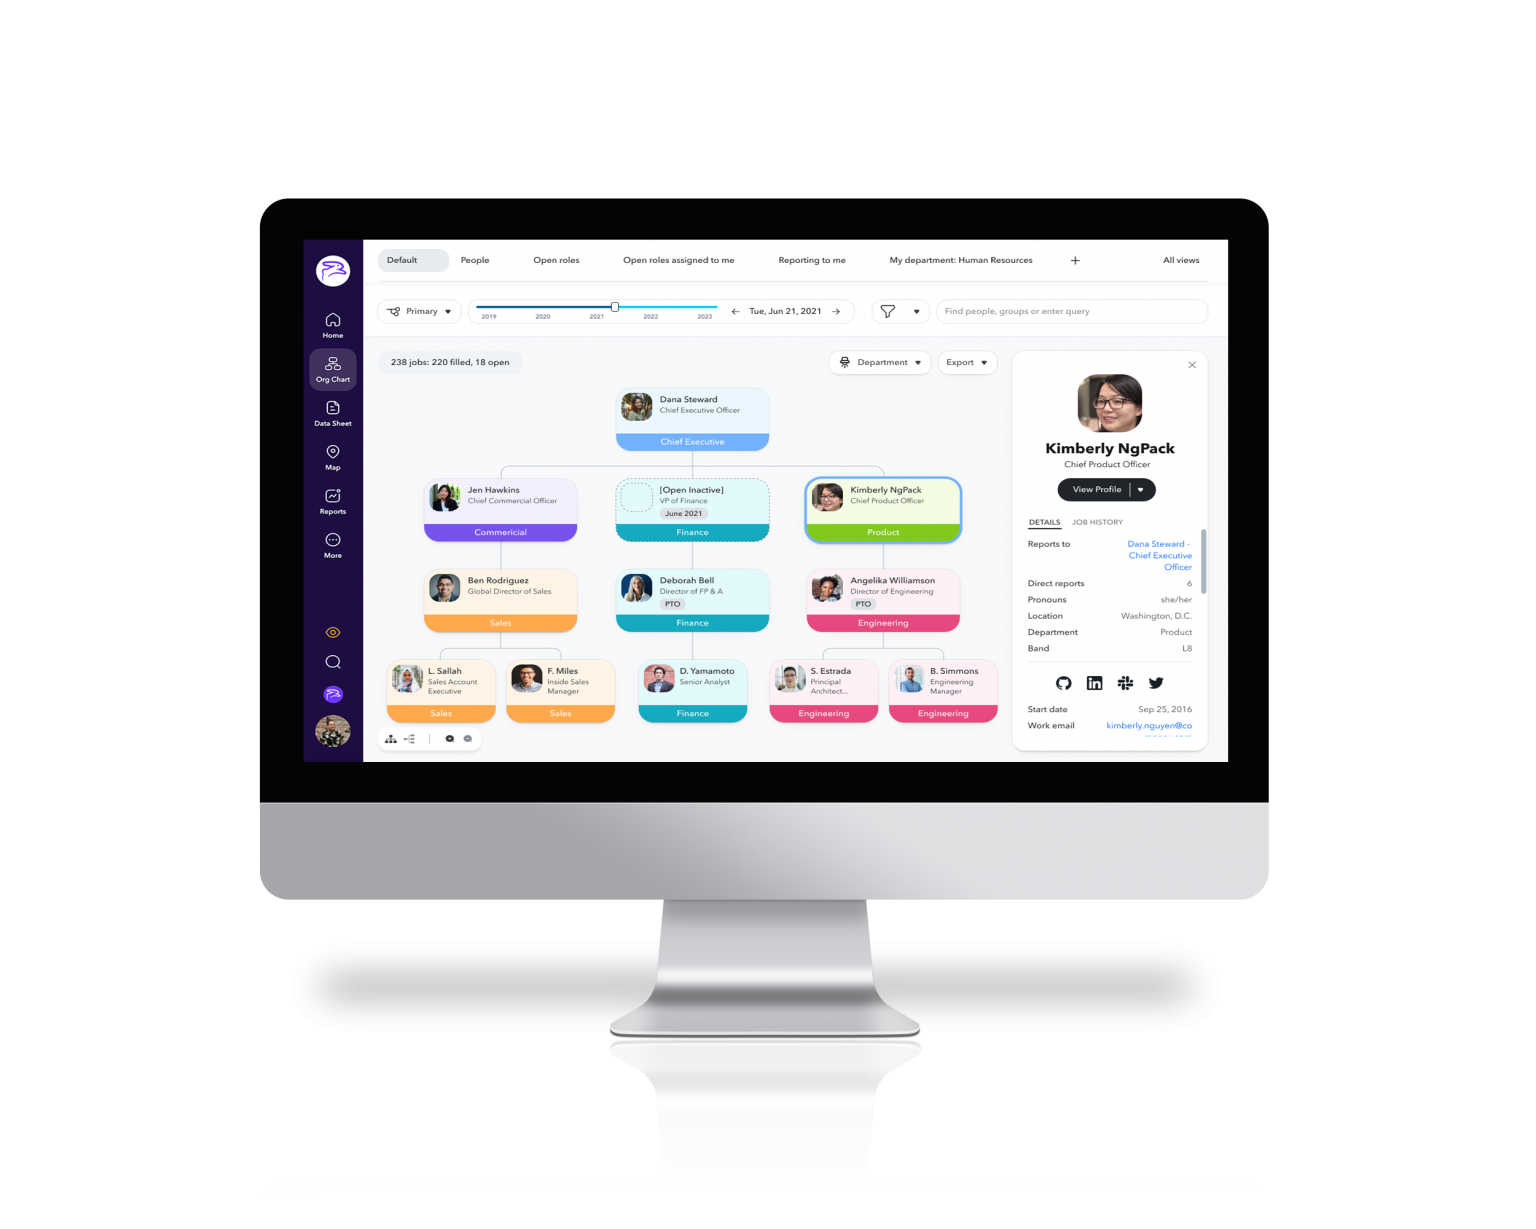 Default People Open roles Open roles assigned to me Reporting to me My department: Human Resources + All views
Primary
2019 2020 2021 2022 2023
Tue, Jun 21, 2021
Find people, groups or enter query
Home
Org Chart
Data Sheet
Map
Reports
More
238 jobs: 220 filled, 18 open
Department
Export
Dana Steward
Chief Executive Officer
Chief Executive
Jen Hawkins
Chief Commercial Officer
Commericial
[Open Inactive]
VP of Finance
June 2021
Finance
Kimberly NgPack
Chief Product Officer
Product
Ben Rodriguez
Global Director of Sales
Sales
Deborah Bell
Director of FP & A
PTO
Finance
Angelika Williamson
Director of Engineering
PTO
Engineering
L. Sallah
Sales Account
Executive
Sales
F. Miles
Inside Sales
Manager
Sales
D. Yamamoto
Senior Analyst
Finance
S. Estrada
Principal
Architect...
Engineering
B. Simmons
Engineering
Manager
Engineering
Kimberly NgPack
Chief Product Officer
View Profile
DETAILS JOB HISTORY
Reports to Dana Steward -
Chief Executive
Officer
Direct reports 6
Pronouns she/her
Location Washington, D.C.
Department Product
Band L8
Start date Sep 25, 2016
Work email kimberly.nguyen@co